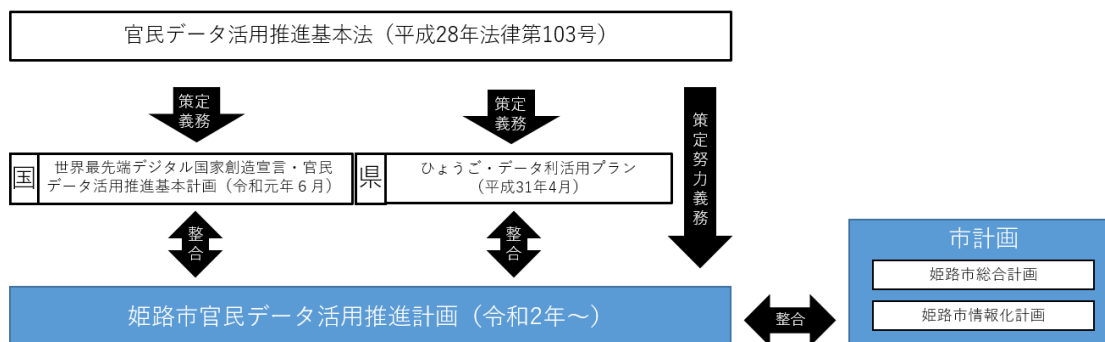 官民データ活用推進基本法（平成28年法律第103号）
策定
義務
策定
義務
策定努力義務
国
世界最先端デジタル国家創造宣言・官民
データ活用推進基本計画（令和元年６月）
県
ひょうご・データ利活用プラン
（平成31年4月）
整合
整合
姫路市官民データ活用推進計画（令和2年～）
整合
市計画
姫路市総合計画
姫路市情報化計画